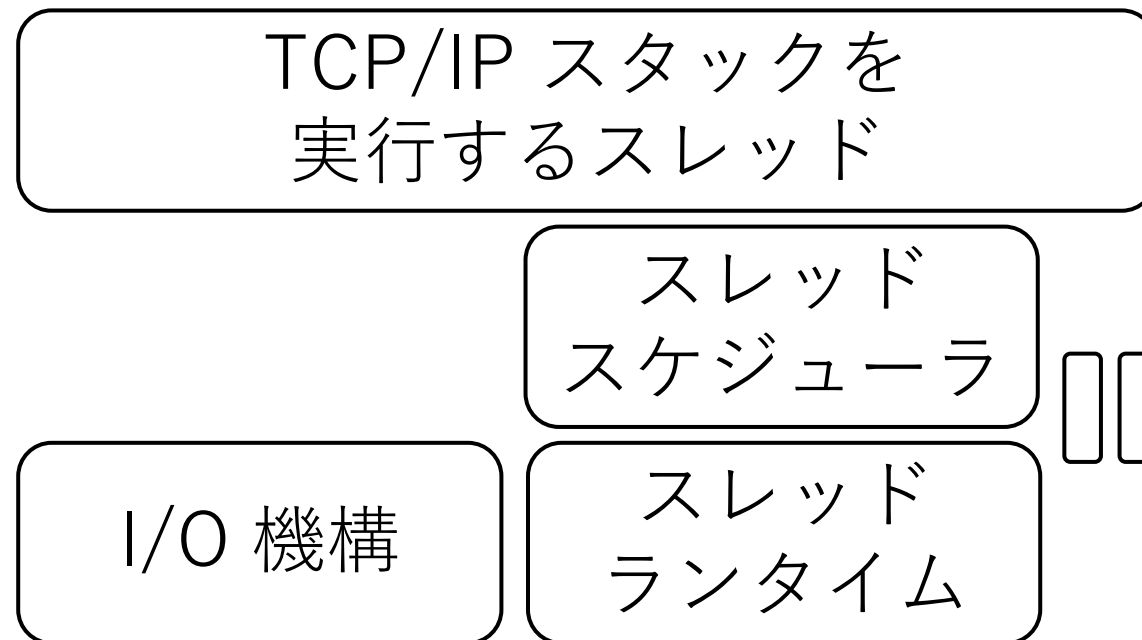 TCP/IP スタックを
実行するスレッド
スレッド
スケジューラ
I/O 機構
スレッド
ランタイム